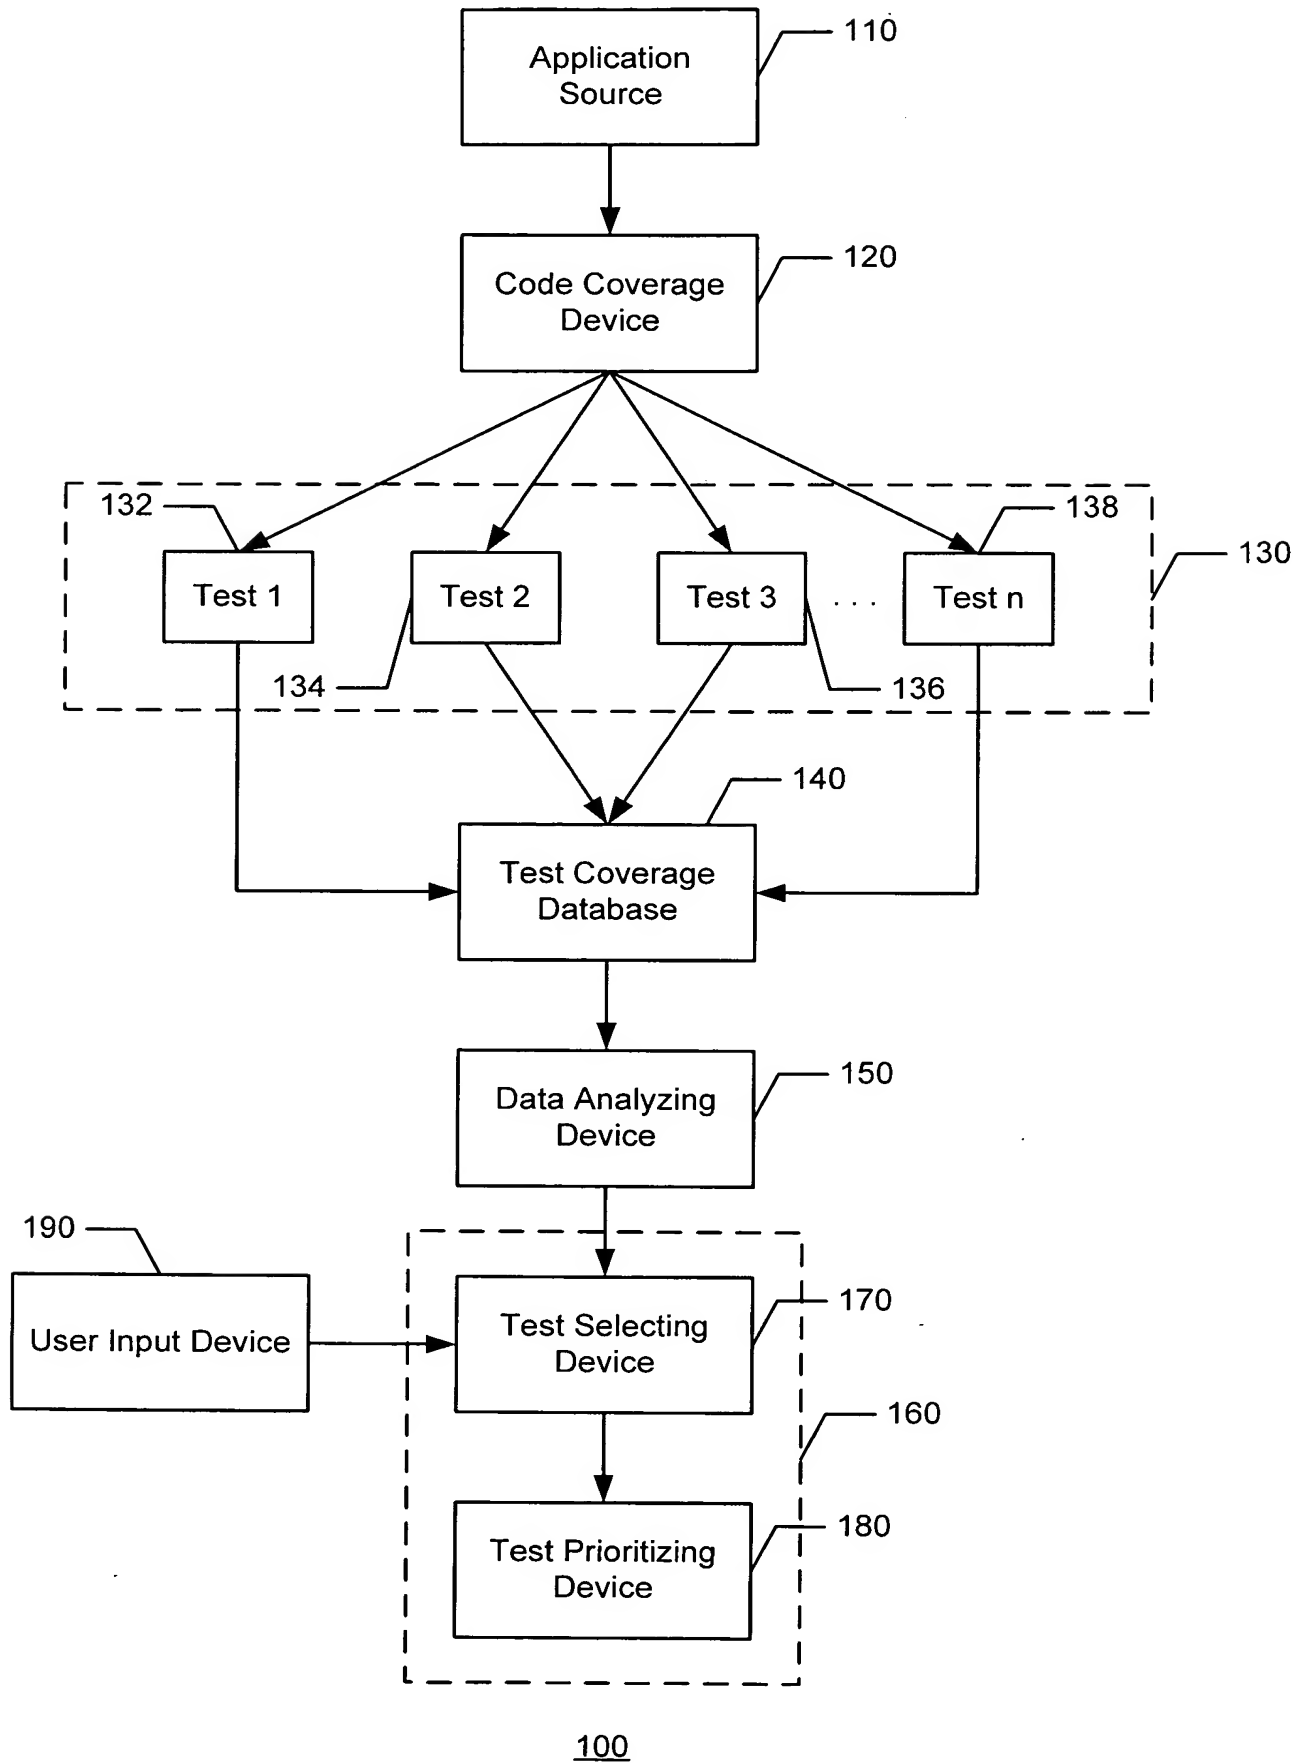 Application
Source
110
Code Coverage
Device
120
132
138
130
Test 1
Test 2
Test 3
. . .
Test n
134
136
140
Test Coverage
Database
150
Data Analyzing
Device
190
User Input Device
170
Test Selecting
Device
160
180
Test Prioritizing
Device
100